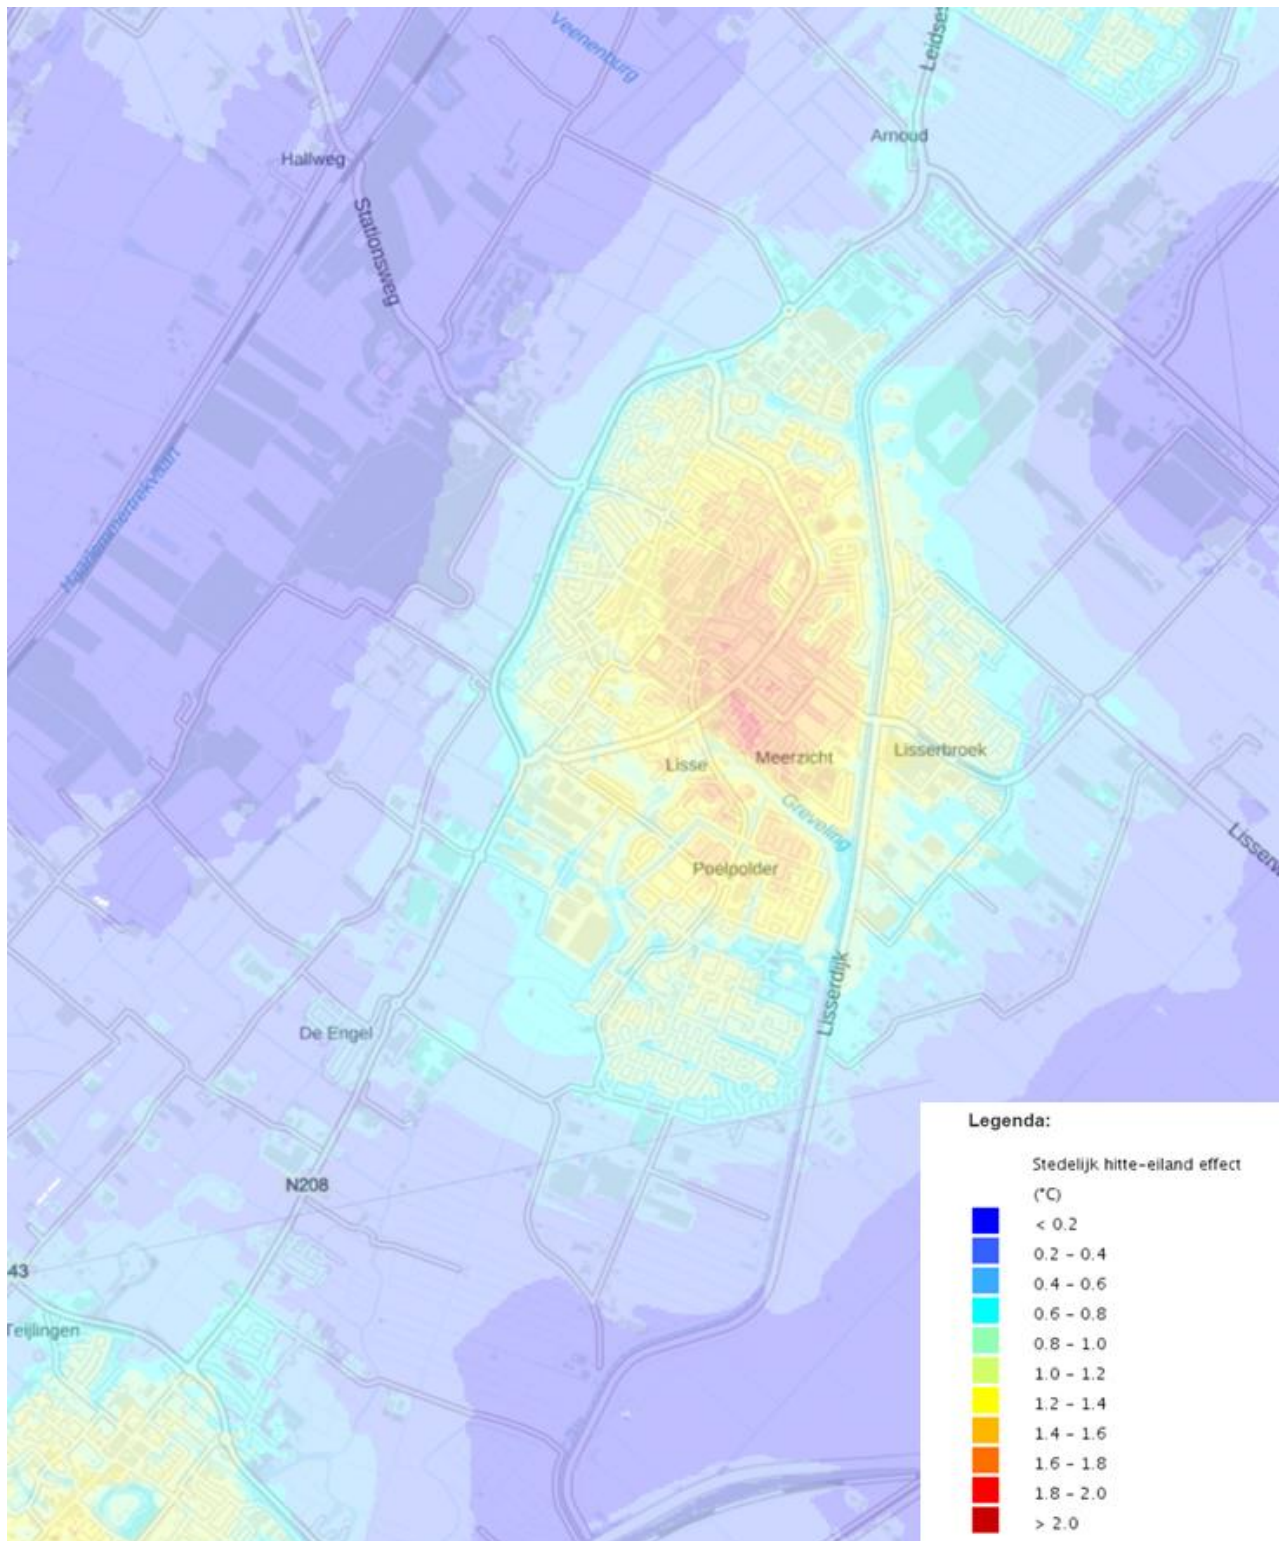 Veenenburg
Leidses
Arnoud
Hallweg
Stationsweg
Haarlemmertrekvaart
Lisserbroek
Meerzicht
Lisse
Greveling
Lisserw
Poelpolder
Lisserdijk
De Engel
N208
43
Teijlingen
Legenda:
Stedelijk hitte-eiland effect
(°C)
< 0.2
0.2 - 0.4
0.4 - 0.6
0.6 - 0.8
0.8 - 1.0
1.0 - 1.2
1.2 - 1.4
1.4 - 1.6
1.6 - 1.8
1.8 - 2.0
> 2.0